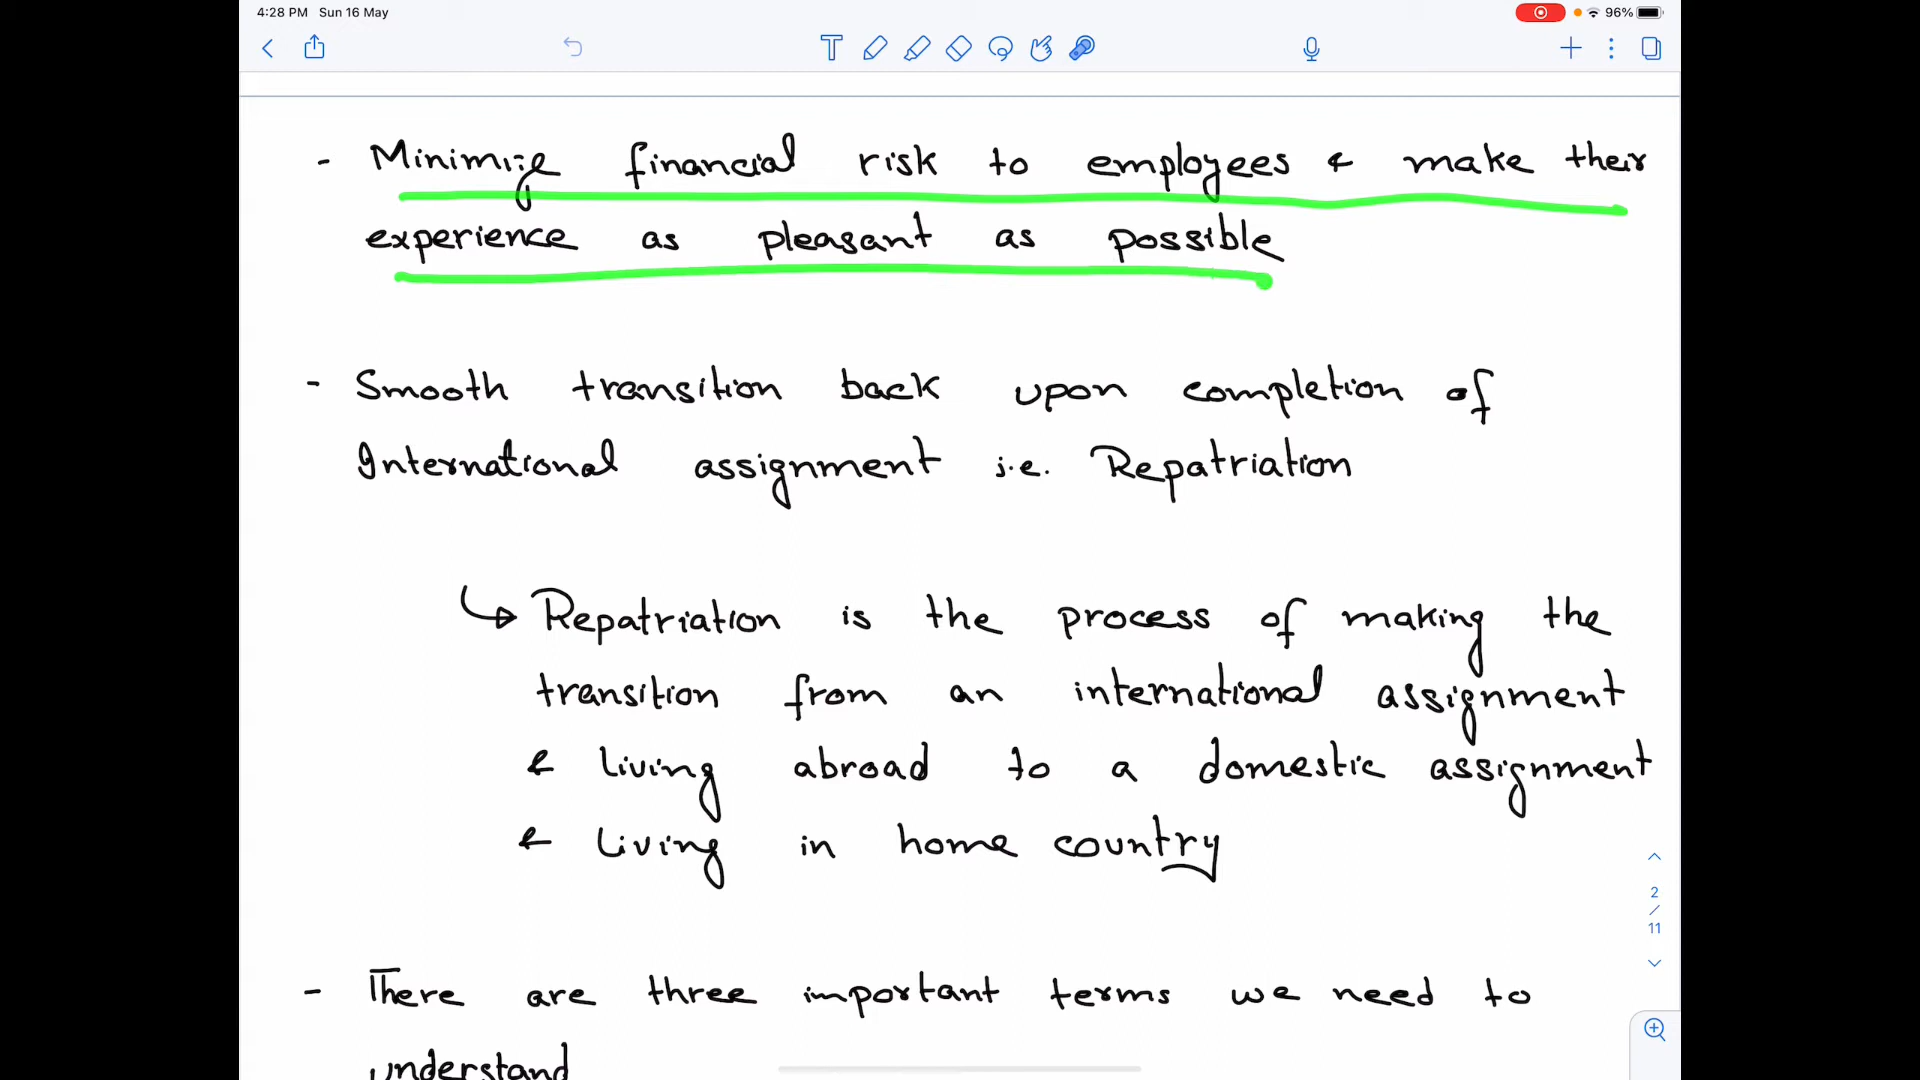 4:28 PM Sun 16 May
96%
- Minimize financial risk to employees & make their
experience as pleasant as possible
- Smooth transition back upon completion of
International assignment i.e. Repatriation
↳ Repatriation is the process of making the
transition from an international assignment
& living abroad to a domestic assignment
& living in home country
2
/
11
- There are three important terms we need to
understand